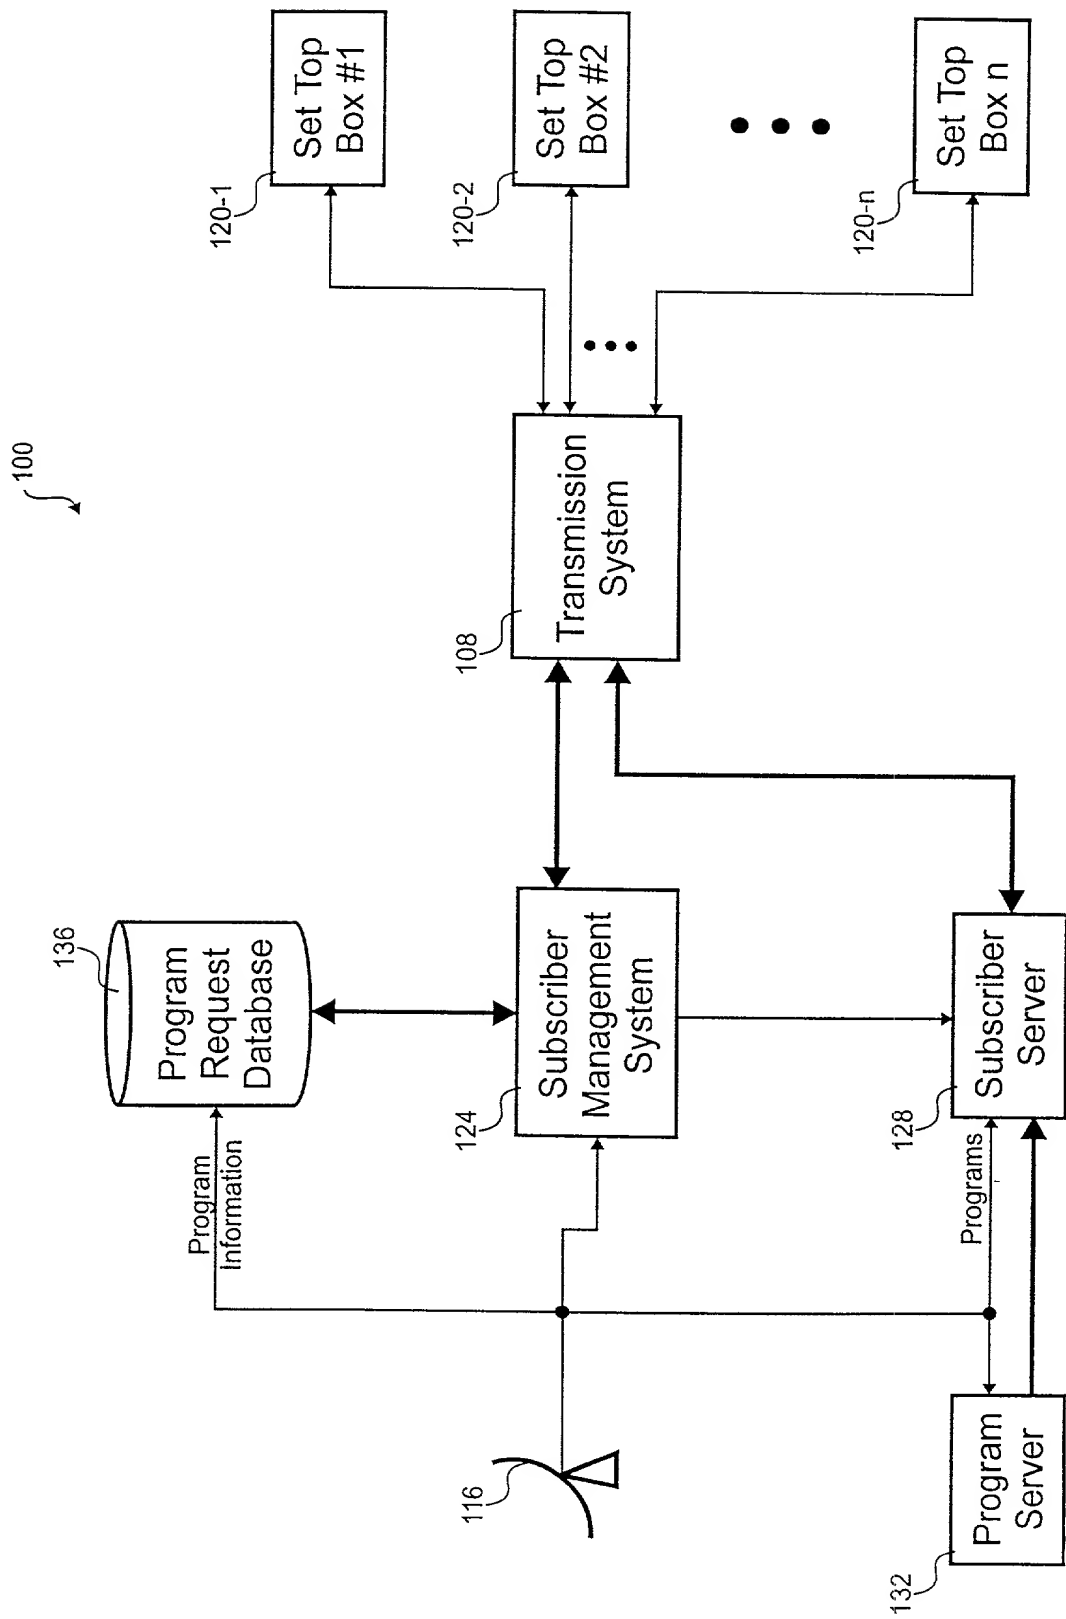 100
136
Program
Request
Database
Program
Information
116
124
Subscriber
Management
System
108
Transmission
System
120-1
Set Top
Box #1
120-2
Set Top
Box #2
120-n
Set Top
Box n
132
Program
Server
Programs
128
Subscriber
Server